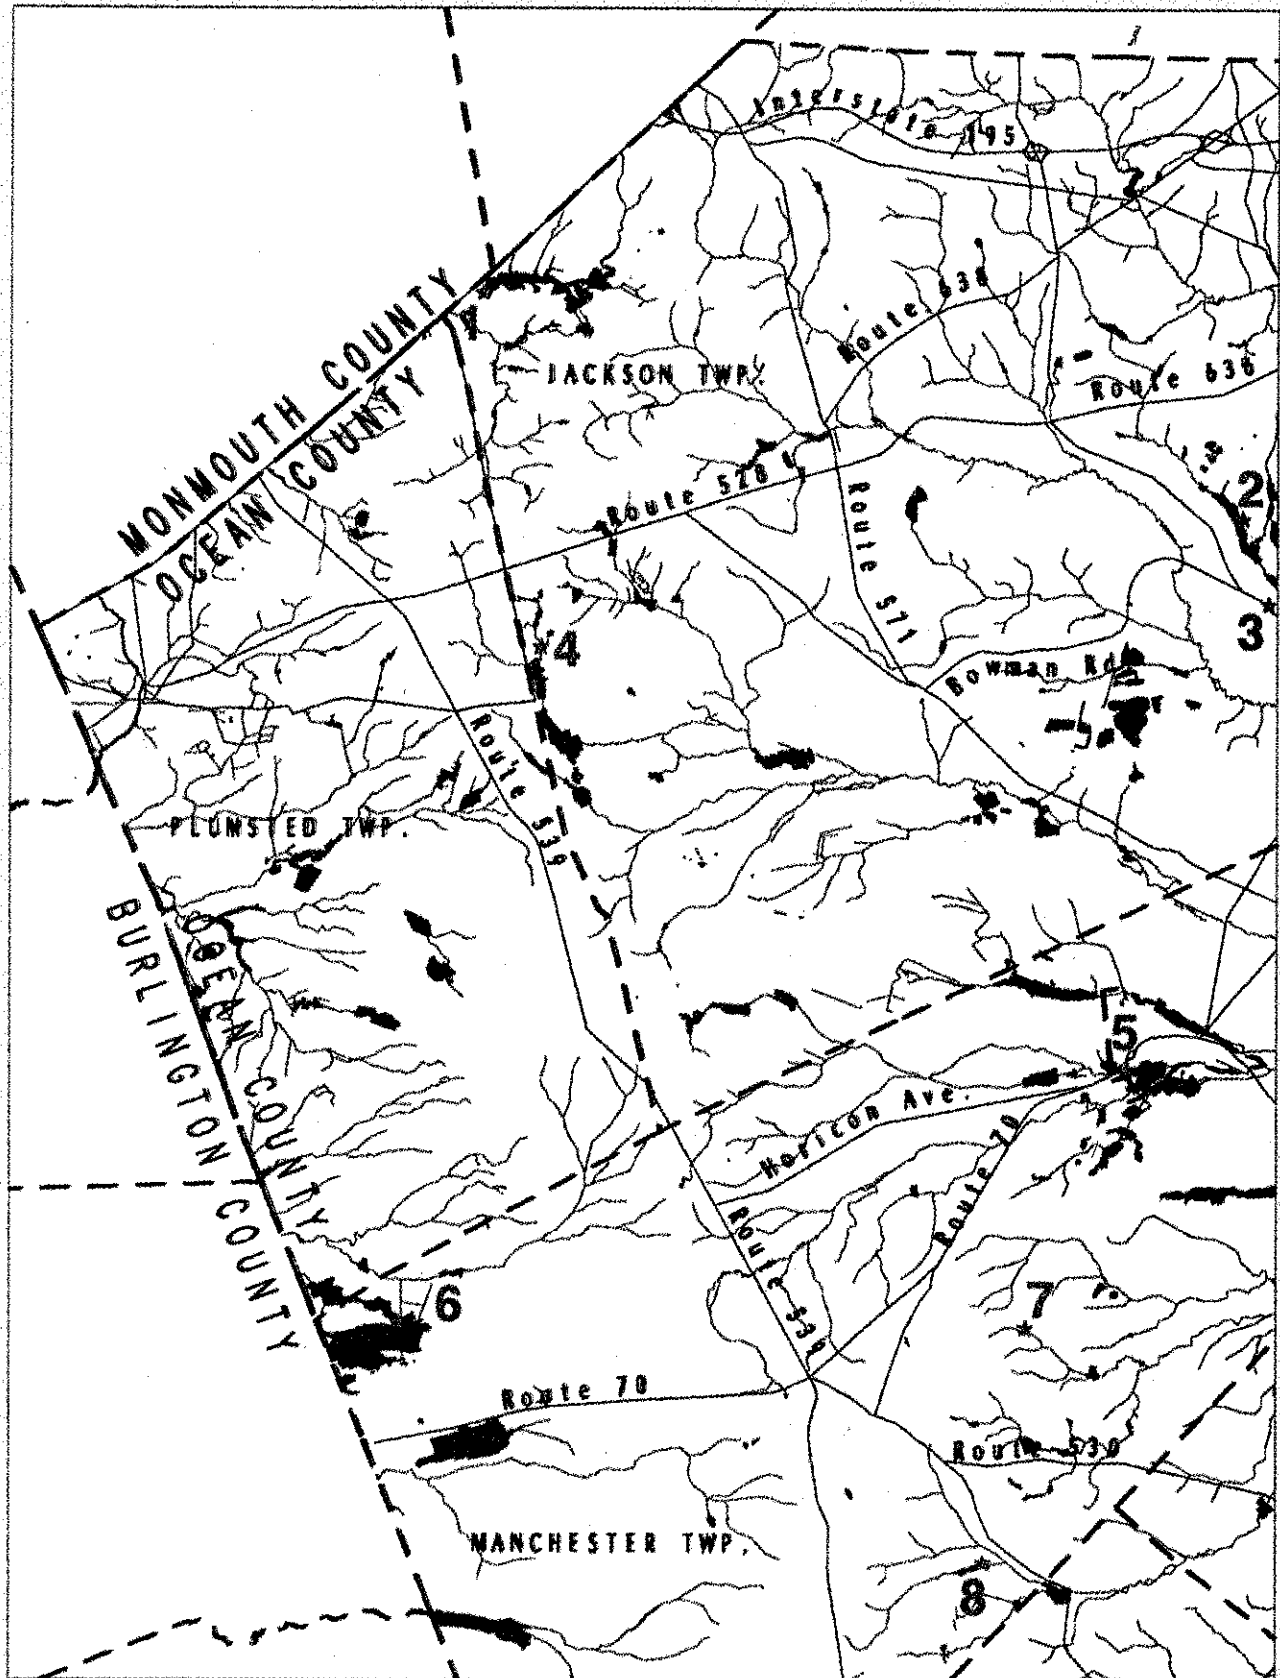 Interstate 195
Route 638
MONMOUTH COUNTY
OCEAN COUNTY
JACKSON TWP.
Route 636
Route 528
2
Route 571
3
4
Bowman Rd
Route 539
PLUMSTED TWP.
BURLINGTON COUNTY
OCEAN COUNTY
5
Horicon Ave.
Route 70
Route 539
6
7
Route 70
Route 530
MANCHESTER TWP.
8